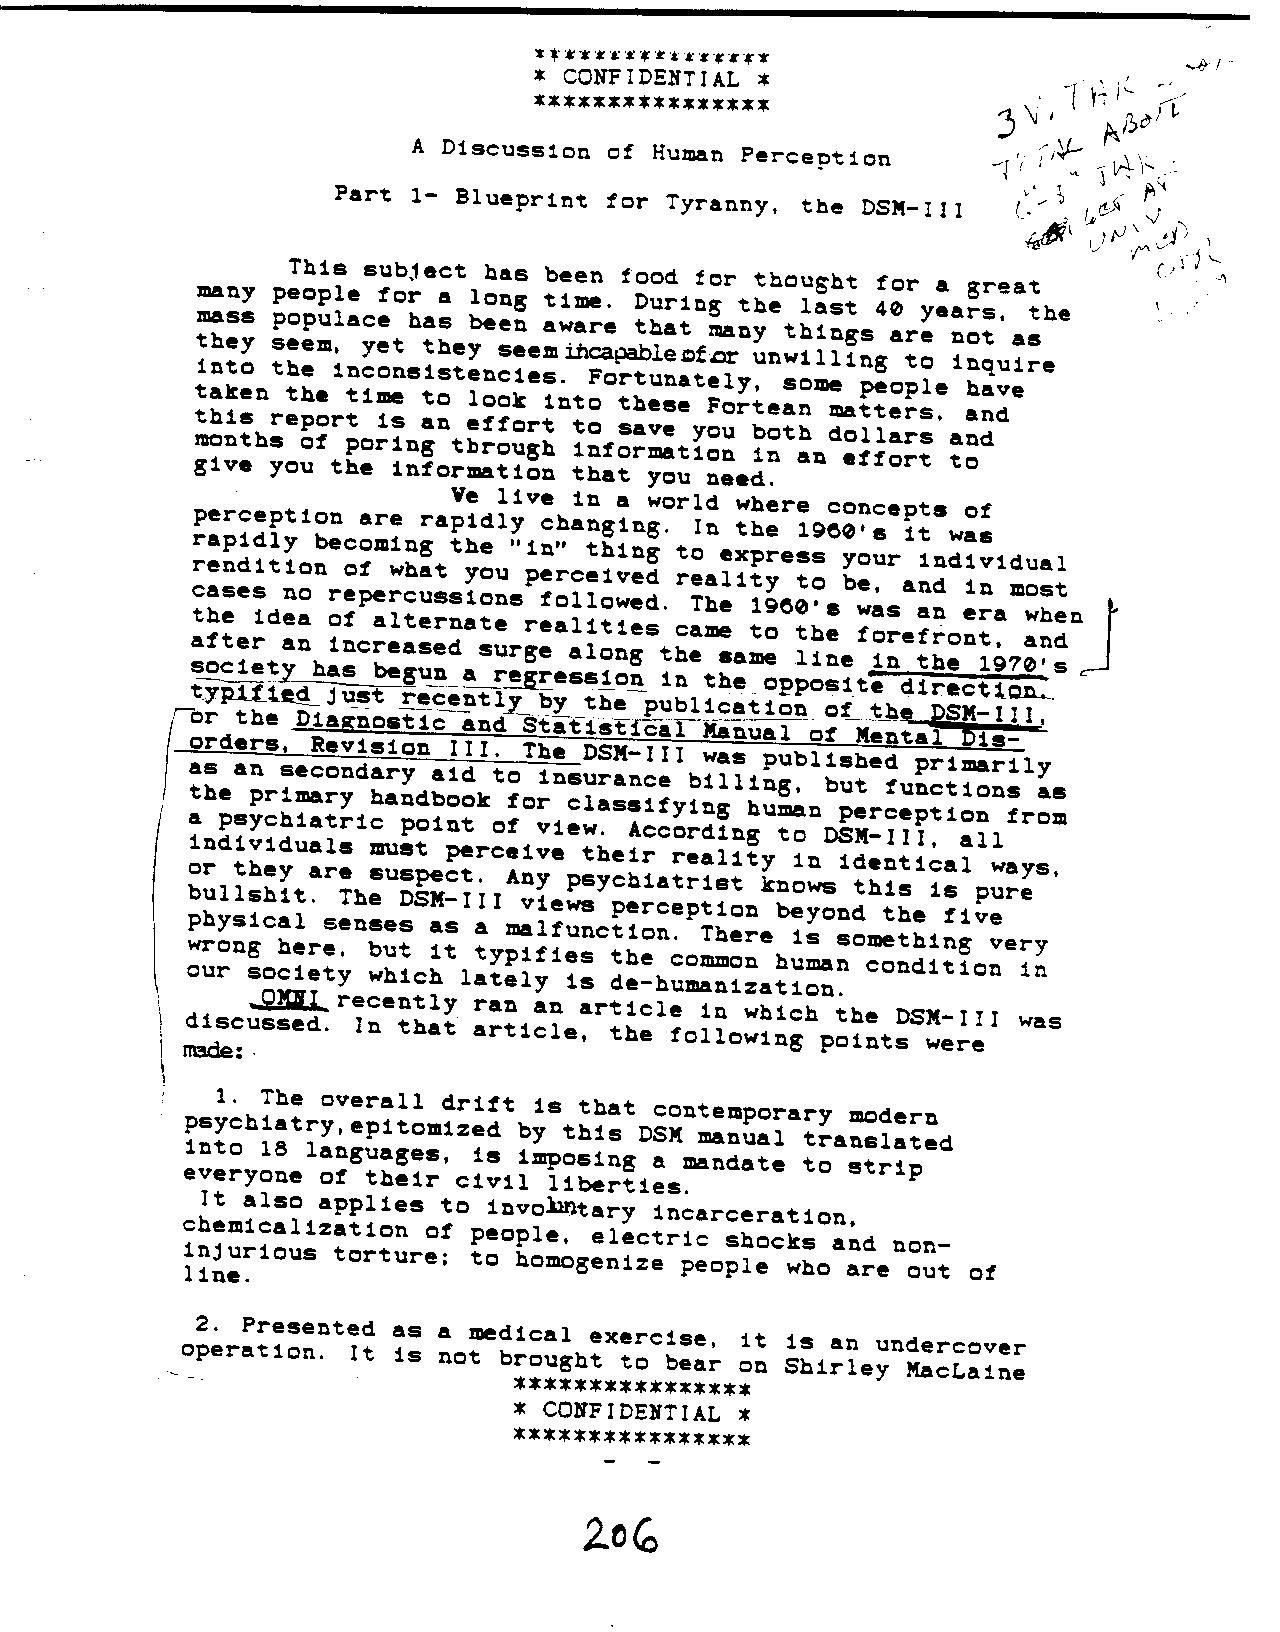 ****************
* CONFIDENTIAL *
****************
3
ABOUT
A Discussion of Human Perception
Part 1- Blueprint for Tyranny, the DSM-III
UNIV
This subject has been food for thought for a great
many people for a long time. During the last 40 years, the
mass populace has been aware that many things are not as
they seem, yet they seem incapable of or unwilling to inquire
into the inconsistencies. Fortunately, some people have
taken the time to look into these Fortean matters, and
this report is an effort to save you both dollars and
months of poring through information in an effort to
give you the information that you need.
We live in a world where concepts of
perception are rapidly changing. In the 1960's it was
rapidly becoming the "in" thing to express your individual
rendition of what you perceived reality to be, and in most
cases no repercussions followed. The 1960's was an era when
the idea of alternate realities came to the forefront, and
after an increased surge along the same line in the 1970's
society has begun a regression in the opposite direction,
typified just recently by the publication of the DSM-III,
or the Diagnostic and Statistical Manual of Mental Dis-
orders, Revision III. The DSM-III was published primarily
as an secondary aid to insurance billing, but functions as
the primary handbook for classifying human perception from
a psychiatric point of view. According to DSM-III, all
individuals must perceive their reality in identical ways,
or they are suspect. Any psychiatrist knows this is pure
bullshit. The DSM-III views perception beyond the five
physical senses as a malfunction. There is something very
wrong here, but it typifies the common human condition in
our society which lately is de-humanization.
OMNI recently ran an article in which the DSM-III was
discussed. In that article, the following points were
made:
1. The overall drift is that contemporary modern
psychiatry,epitomized by this DSM manual translated
into 18 languages, is imposing a mandate to strip
everyone of their civil liberties.
It also applies to involuntary incarceration,
chemicalization of people, electric shocks and non-
injurious torture; to homogenize people who are out of
line.
2. Presented as a medical exercise, it is an undercover
operation. It is not brought to bear on Shirley MacLaine
****************
* CONFIDENTIAL *
****************
- -
206